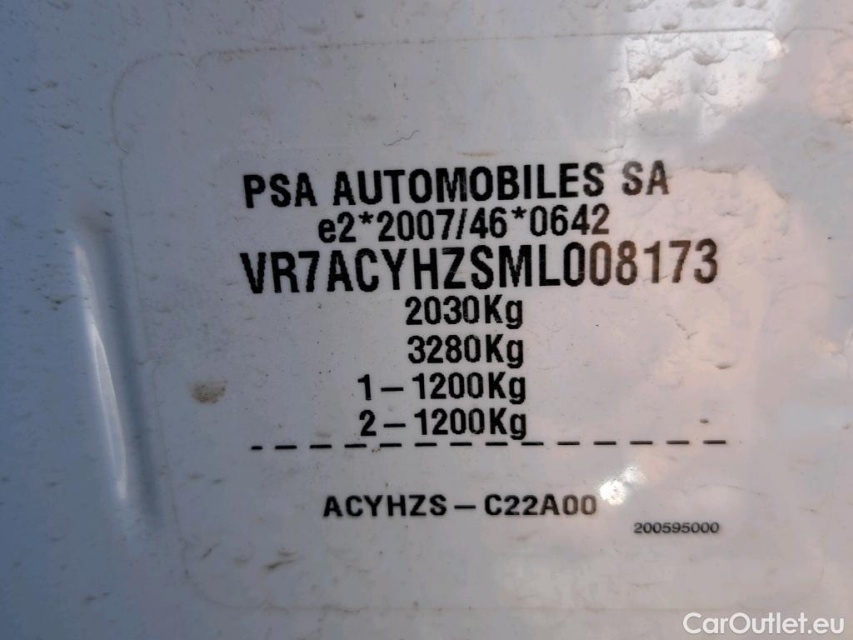 PSA AUTOMOBILES SA
e2*2007/46*0642
VR7ACYHZSML008173
2030Kg
3280Kg
1-1200Kg
2-1200Kg
ACYHZS-C22A00
200595000
CarOutlet.eu